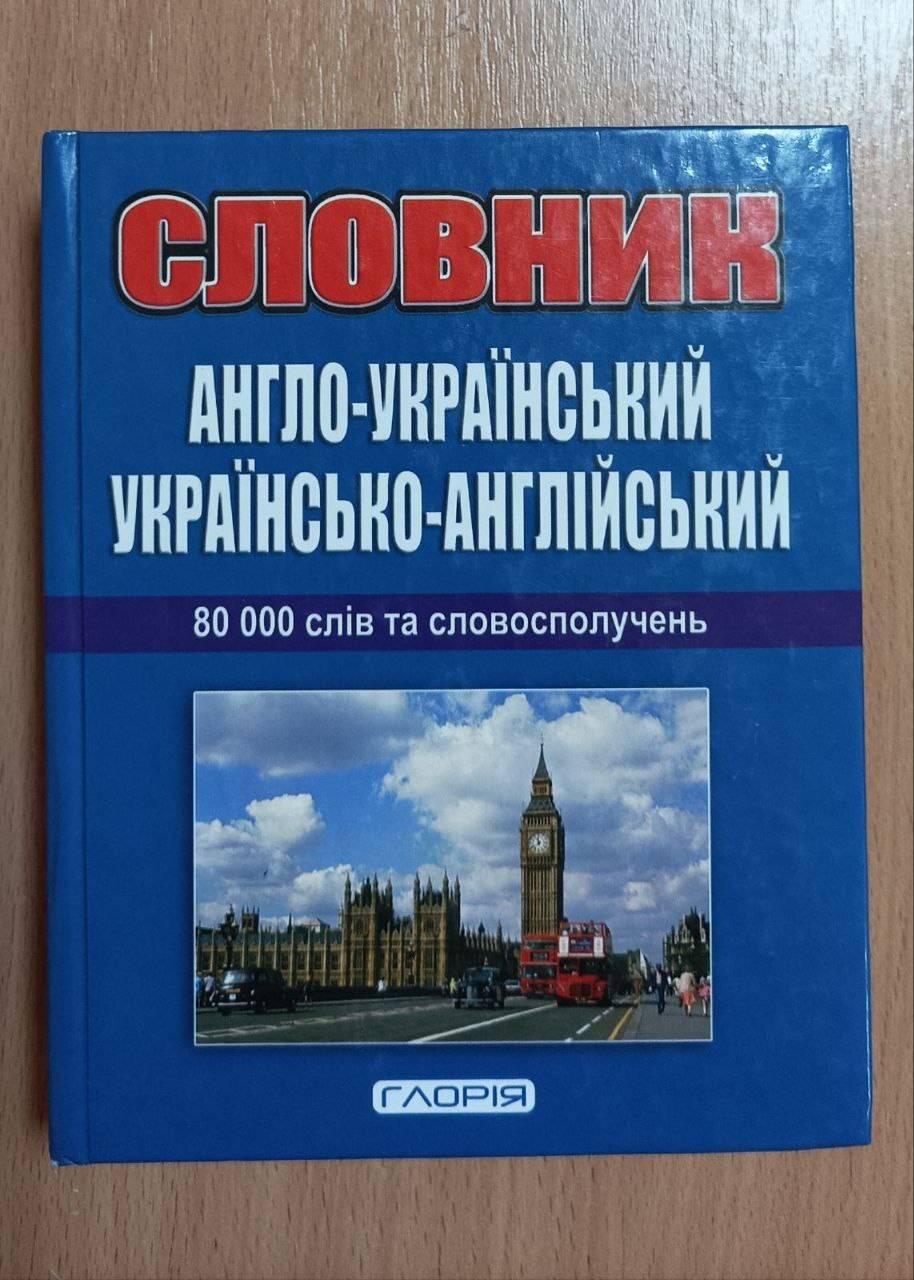 СЛОВНИК
АНГЛО-УКРАЇНСЬКИЙ
УКРАЇНСЬКО-АНГЛІЙСЬКИЙ
80 000 слів та словосполучень
ГЛОРІЯ